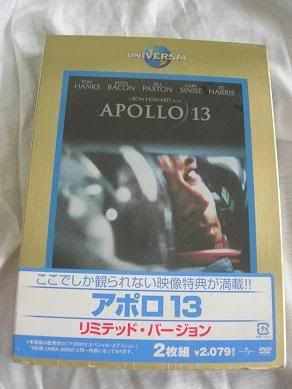 UNIVERSAL
TOM HANKS KEVIN BACON BILL PAXTON GARY SINISE ED HARRIS
A RON HOWARD FILM
APOLLO 13
ここでしか観られない映像特典が満載!!
アポロ13
リミテッド・バージョン
2枚組 ¥2,079
DVD